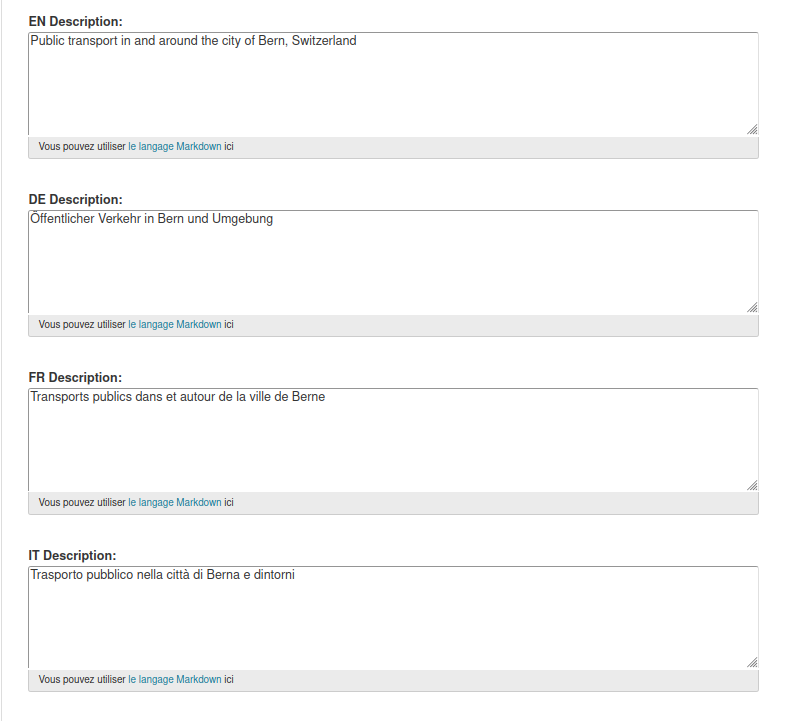 EN Description:
Public transport in and around the city of Bern, Switzerland
Vous pouvez utiliser le langage Markdown ici
DE Description:
Öffentlicher Verkehr in Bern und Umgebung
Vous pouvez utiliser le langage Markdown ici
FR Description:
Transports publics dans et autour de la ville de Berne
Vous pouvez utiliser le langage Markdown ici
IT Description:
Trasporto pubblico nella città di Berna e dintorni
Vous pouvez utiliser le langage Markdown ici